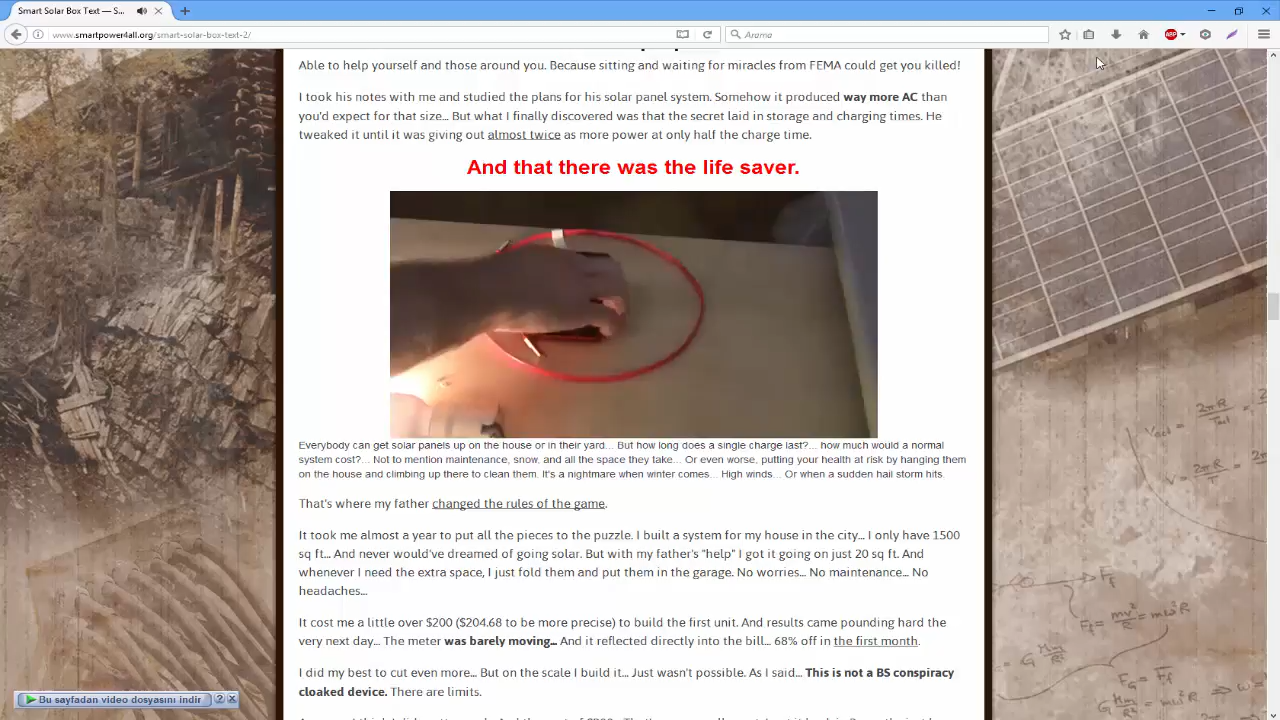 Smart Solar Box Text — S...
www.smartpower4all.org/smart-solar-box-text-2/
Arama
ABP
Able to help yourself and those around you. Because sitting and waiting for miracles from FEMA could get you killed!
I took his notes with me and studied the plans for his solar panel system. Somehow it produced way more AC than
you'd expect for that size... But what I finally discovered was that the secret laid in storage and charging times. He
tweaked it until it was giving out almost twice as more power at only half the charge time.
And that there was the life saver.
Everybody can get solar panels up on the house or in their yard... But how long does a single charge last?... how much would a normal
system cost?... Not to mention maintenance, snow, and all the space they take... Or even worse, putting your health at risk by hanging them
on the house and climbing up there to clean them. It's a nightmare when winter comes... High winds... Or when a sudden hail storm hits.
That's where my father changed the rules of the game.
It took me almost a year to put all the pieces to the puzzle. I built a system for my house in the city... I only have 1500
sq ft... And never would've dreamed of going solar. But with my father's "help" I got it going on just 20 sq ft. And
whenever I need the extra space, I just fold them and put them in the garage. No worries... No maintenance... No
headaches...
It cost me a little over $200 ($204.68 to be more precise) to build the first unit. And results came pounding hard the
very next day... The meter was barely moving... And it reflected directly into the bill... 68% off in the first month.
I did my best to cut even more... But on the scale I build it... Just wasn't possible. As I said... This is not a BS conspiracy
cloaked device. There are limits.
Bu sayfadan video dosyasını indir